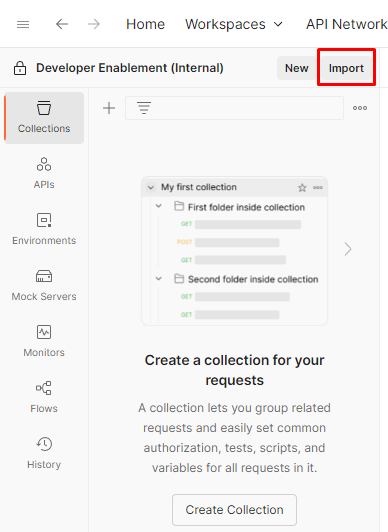 Home Workspaces API Network
Developer Enablement (Internal) New Import
Collections
APIs
Environments
Mock Servers
Monitors
Flows
History
My first collection
First folder inside collection
GET
POST
GET
Second folder inside collection
GET
GET
Create a collection for your
requests
A collection lets you group related
requests and easily set common
authorization, tests, scripts, and
variables for all requests in it.
Create Collection